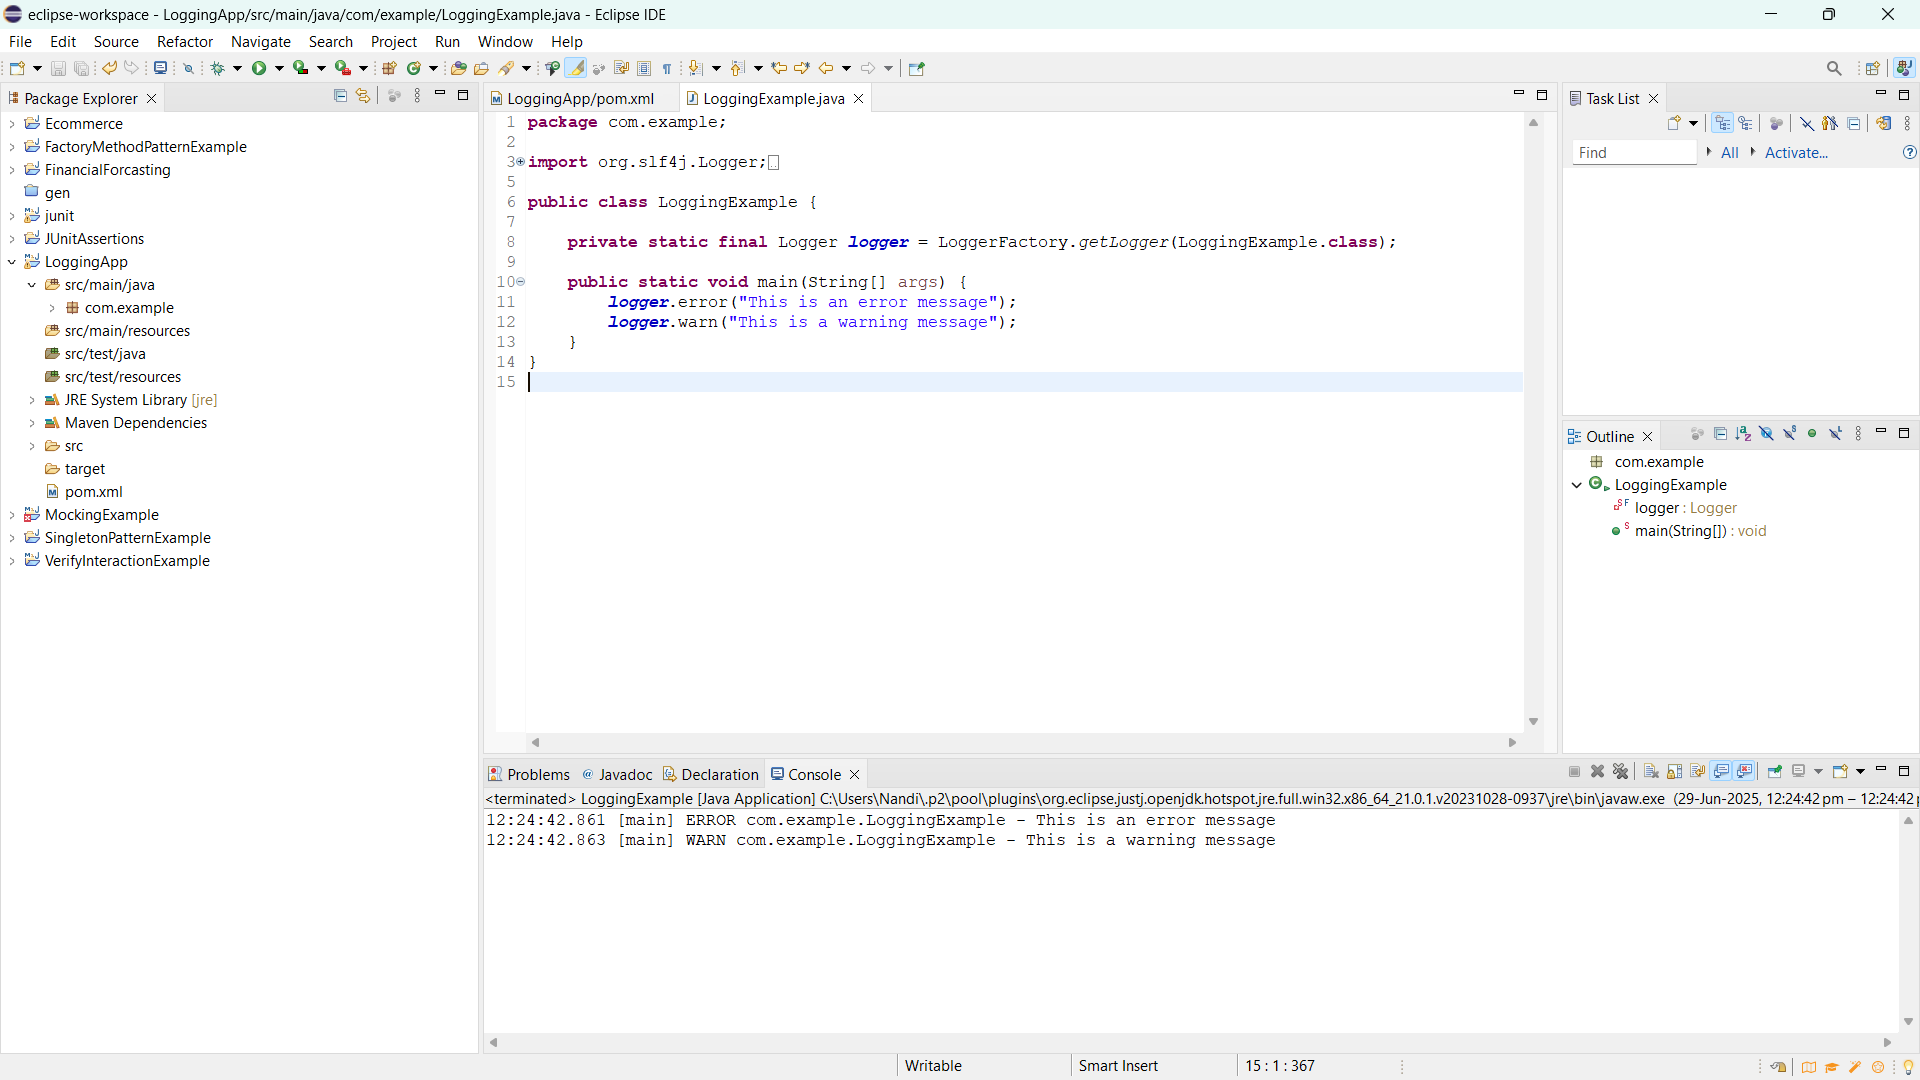 eclipse-workspace - LoggingApp/src/main/java/com/example/LoggingExample.java - Eclipse IDE
File Edit Source Refactor Navigate Search Project Run Window Help
Package Explorer
Ecommerce
FactoryMethodPatternExample
FinancialForcasting
gen
junit
JUnitAssertions
LoggingApp
src/main/java
com.example
src/main/resources
src/test/java
src/test/resources
JRE System Library [jre]
Maven Dependencies
src
target
pom.xml
MockingExample
SingletonPatternExample
VerifyInteractionExample
LoggingApp/pom.xml LoggingExample.java
1 package com.example;
2
3 import org.slf4j.Logger;
5
6 public class LoggingExample {
7
8 private static final Logger logger = LoggerFactory.getLogger(LoggingExample.class);
9
10 public static void main(String[] args) {
11 logger.error("This is an error message");
12 logger.warn("This is a warning message");
13 }
14 }
15
Task List
Find All Activate...
Outline
com.example
LoggingExample
logger : Logger
main(String[]) : void
Problems Javadoc Declaration Console
<terminated> LoggingExample [Java Application] C:\Users\Nandi\.p2\pool\plugins\org.eclipse.justj.openjdk.hotspot.jre.full.win32.x86_64_21.0.1.v20231028-0937\jre\bin\javaw.exe (29-Jun-2025, 12:24:42 pm – 12:24:42
12:24:42.861 [main] ERROR com.example.LoggingExample - This is an error message
12:24:42.863 [main] WARN com.example.LoggingExample - This is a warning message
Writable Smart Insert 15 : 1 : 367